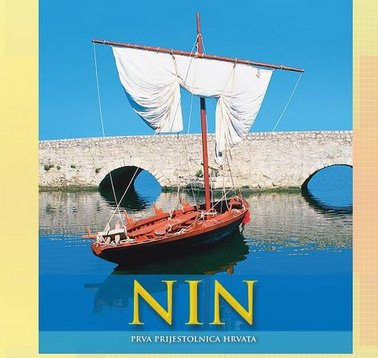 NIN
PRVA PRIJESTOLNICA HRVATA